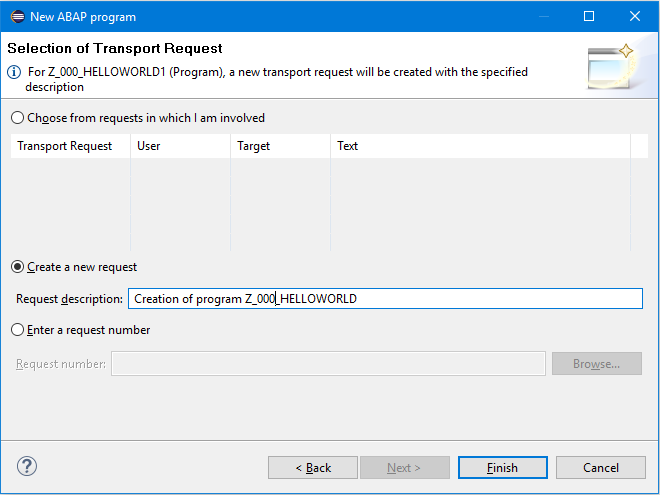 New ABAP program
Selection of Transport Request
For Z_000_HELLOWORLD1 (Program), a new transport request will be created with the specified
description
Choose from requests in which I am involved
Transport Request User Target Text
Create a new request
Request description: Creation of program Z_000_HELLOWORLD
Enter a request number
Request number: Browse...
? < Back Next > Finish Cancel